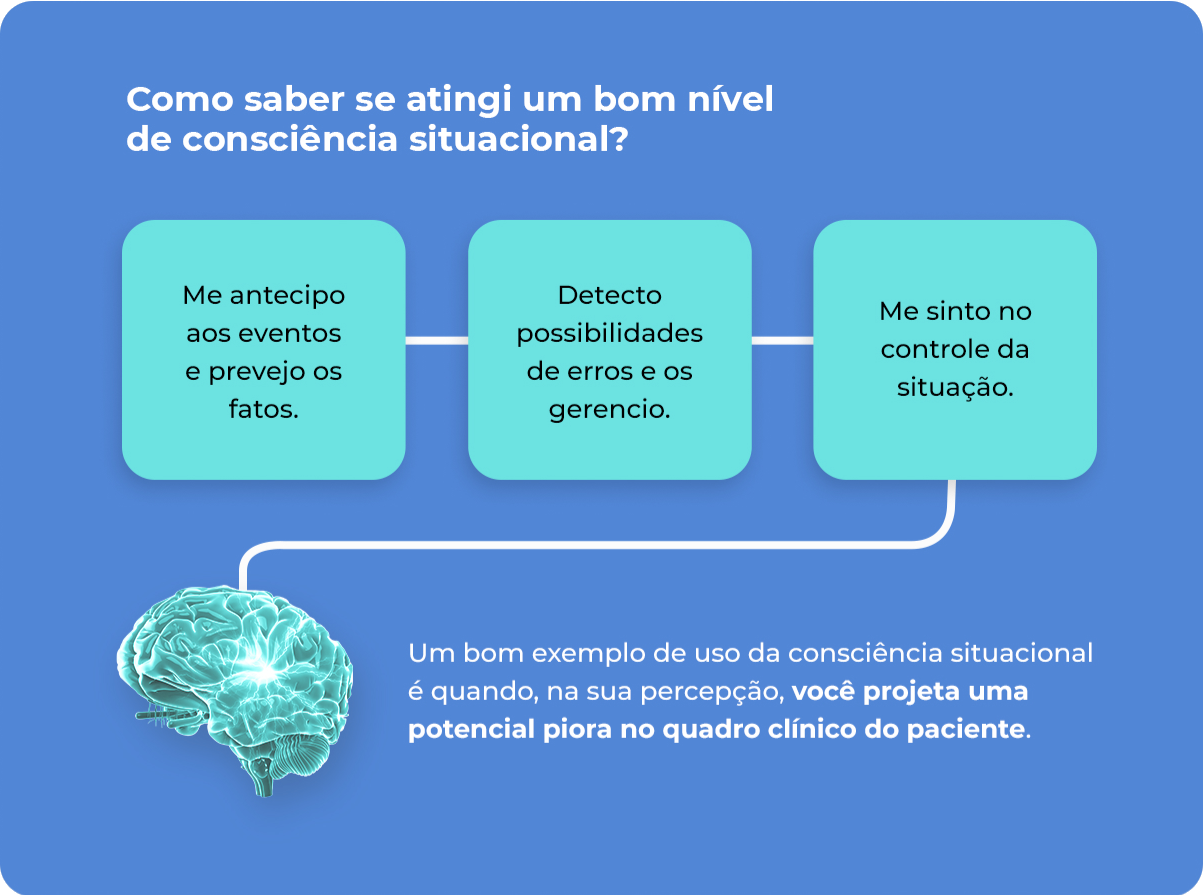 Como saber se atingi um bom nível
de consciência situacional?
Me antecipo
aos eventos
e prevejo os
fatos.
Detecto
possibilidades
de erros e os
gerencio.
Me sinto no
controle da
situação.
Um bom exemplo de uso da consciência situacional
é quando, na sua percepção, você projeta uma
potencial piora no quadro clínico do paciente.